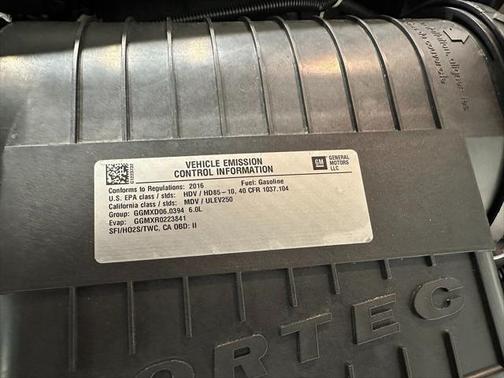 VEHICLE EMISSION
CONTROL INFORMATION
GM
GENERAL MOTORS
LLC
Conforms to Regulations: 2016 Fuel: Gasoline
U.S. EPA class / stds: HDV / HD85-10, 40 CFR 1037.104
California class / stds: MDV / ULEV250
Group: GGMXD06.0394 6.0L
Evap: GGMXR0223841
SFI/HO2S/TWC, CA OBD: II
ORTEC